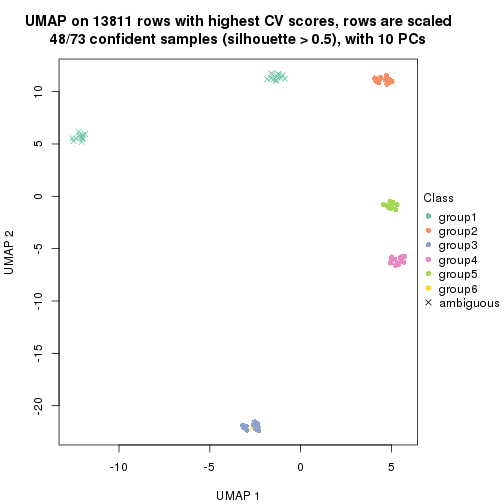 UMAP on 13811 rows with highest CV scores, rows are scaled
48/73 confident samples (silhouette > 0.5), with 10 PCs
10
5
0
-5
-10
-15
-20
UMAP 2
-10
-5
0
5
UMAP 1
Class
group1
group2
group3
group4
group5
group6
ambiguous